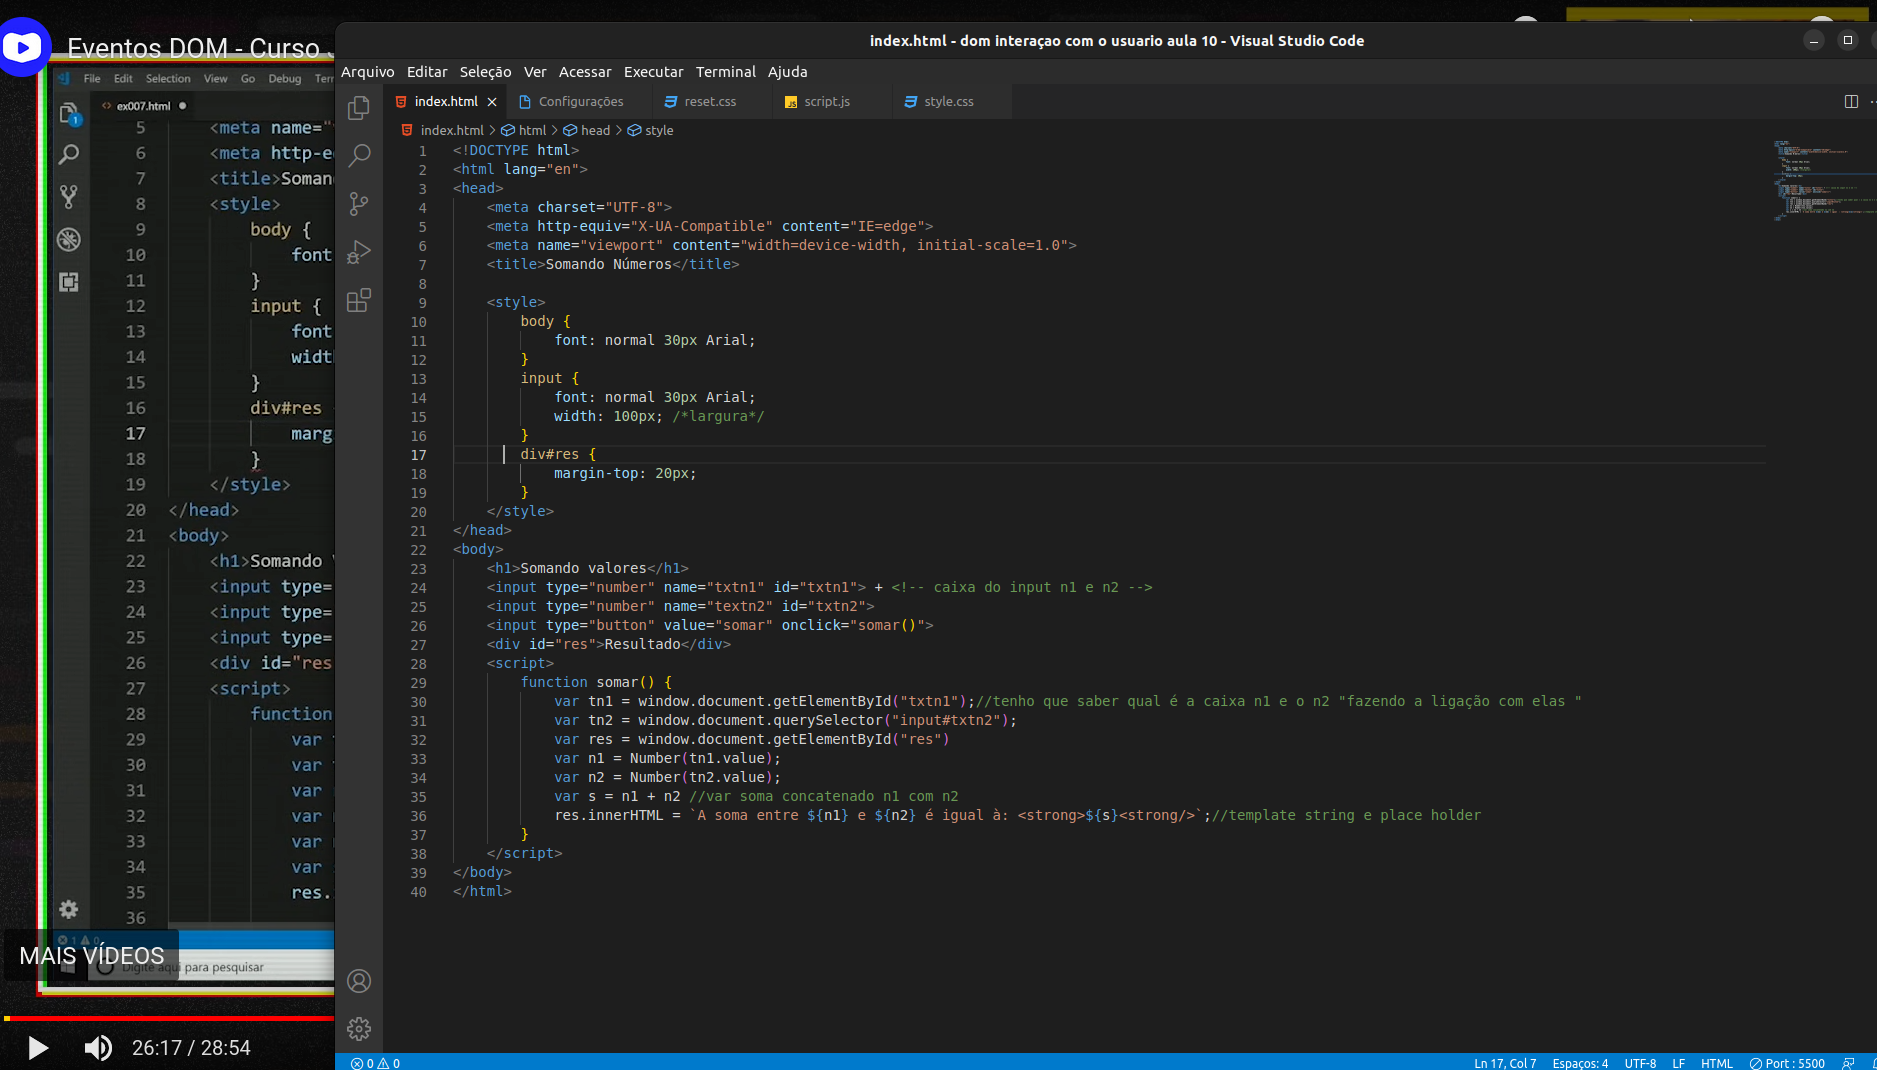 Eventos DOM - Curso J
File Edit Selection View Go Debug Terr
ex007.html
1
5 <meta name="
6 <meta http-e
7 <title>Soman
8 <style>
9 body {
10 font
11 }
12 input {
13 font
14 widt
15 }
16 div#res
17 marg
18 }
19 </style>
20 </head>
21 <body>
22 <h1>Somando
23 <input type=
24 <input type=
25 <input type=
26 <div id="res
27 <script>
28 function
29 var
30 var
31 var
32 var
33 var
34 var
35 res.
36
1 0
MAIS VÍDEOS
Digite aqui para pesquisar
26:17 / 28:54
index.html - dom interaçao com o usuario aula 10 - Visual Studio Code
Arquivo Editar Seleção Ver Acessar Executar Terminal Ajuda
index.html Configurações reset.css script.js style.css
index.html > html > head > style
1 <!DOCTYPE html>
2 <html lang="en">
3 <head>
4 <meta charset="UTF-8">
5 <meta http-equiv="X-UA-Compatible" content="IE=edge">
6 <meta name="viewport" content="width=device-width, initial-scale=1.0">
7 <title>Somando Números</title>
8
9 <style>
10 body {
11 font: normal 30px Arial;
12 }
13 input {
14 font: normal 30px Arial;
15 width: 100px; /*largura*/
16 }
17 div#res {
18 margin-top: 20px;
19 }
20 </style>
21 </head>
22 <body>
23 <h1>Somando valores</h1>
24 <input type="number" name="txtn1" id="txtn1"> + <!-- caixa do input n1 e n2 -->
25 <input type="number" name="textn2" id="txtn2">
26 <input type="button" value="somar" onclick="somar()">
27 <div id="res">Resultado</div>
28 <script>
29 function somar() {
30 var tn1 = window.document.getElementById("txtn1");//tenho que saber qual é a caixa n1 e o n2 "fazendo a ligação com elas "
31 var tn2 = window.document.querySelector("input#txtn2");
32 var res = window.document.getElementById("res")
33 var n1 = Number(tn1.value);
34 var n2 = Number(tn2.value);
35 var s = n1 + n2 //var soma concatenado n1 com n2
36 res.innerHTML = `A soma entre ${n1} e ${n2} é igual à: <strong>${s}<strong/>`;//template string e place holder
37 }
38 </script>
39 </body>
40 </html>
0 0
Ln 17, Col 7 Espaços: 4 UTF-8 LF HTML Port : 5500